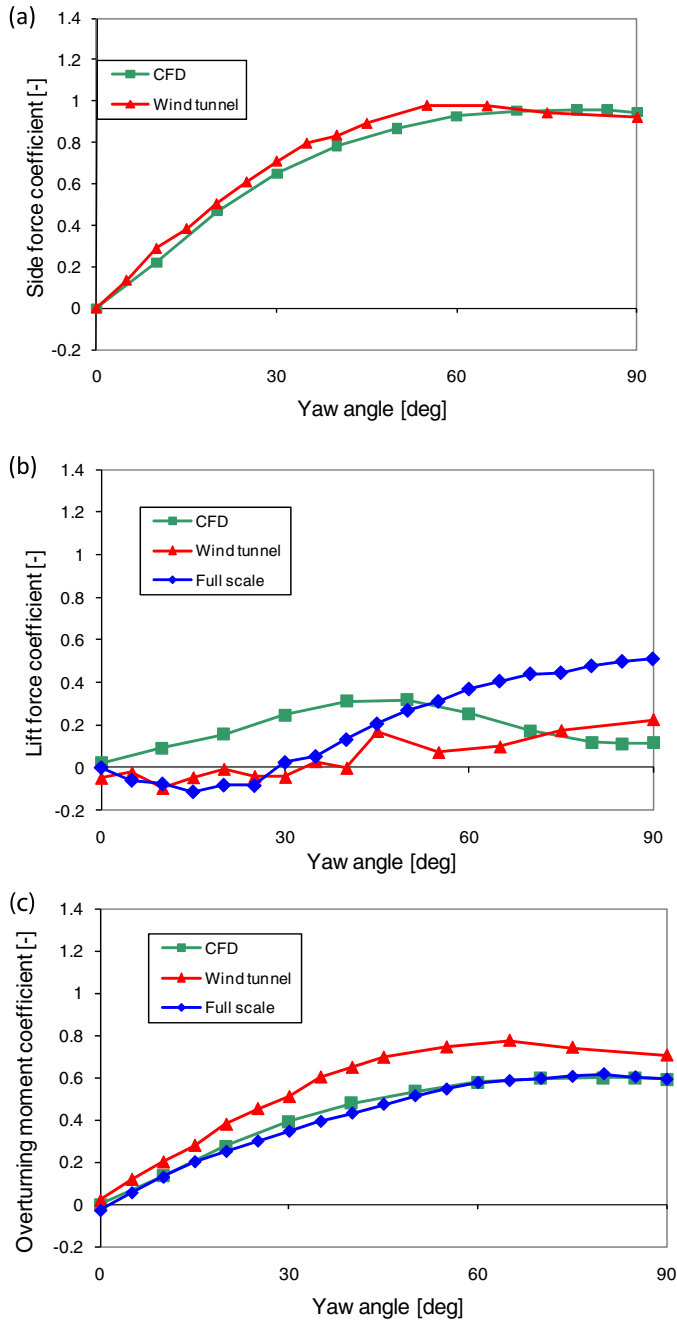 (a)
1.4
1.2
1
0.8
0.6
0.4
0.2
0
-0.2
Side force coefficient [-]
CFD
Wind tunnel
0 30 60 90
Yaw angle [deg]
(b)
1.4
1.2
1
0.8
0.6
0.4
0.2
0
-0.2
Lift force coefficient [-]
CFD
Wind tunnel
Full scale
0 30 60 90
Yaw angle [deg]
(c)
1.4
1.2
1
0.8
0.6
0.4
0.2
0
-0.2
Overturning moment coefficient [-]
CFD
Wind tunnel
Full scale
0 30 60 90
Yaw angle [deg]